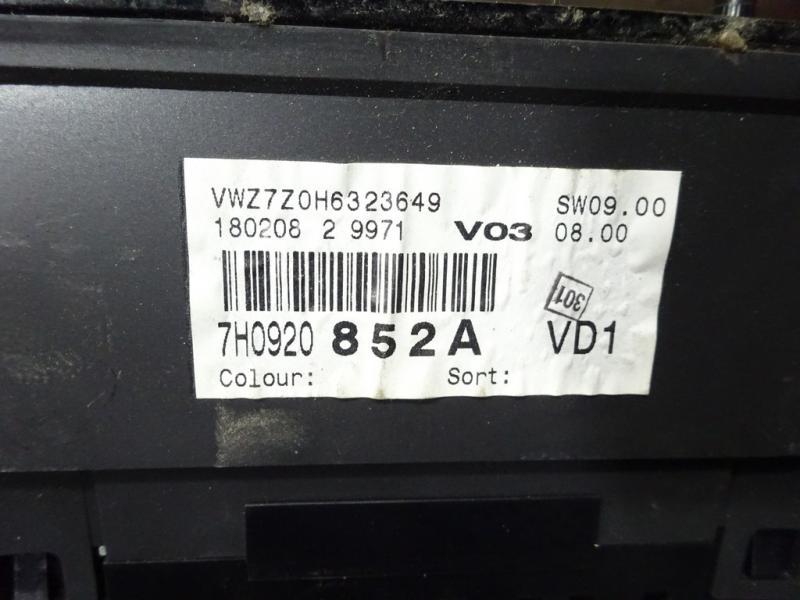 VWZ7Z0H6323649 SW09.00
180208 2 9971 V03 08.00
301
7H0920 852A VD1
Colour: Sort: